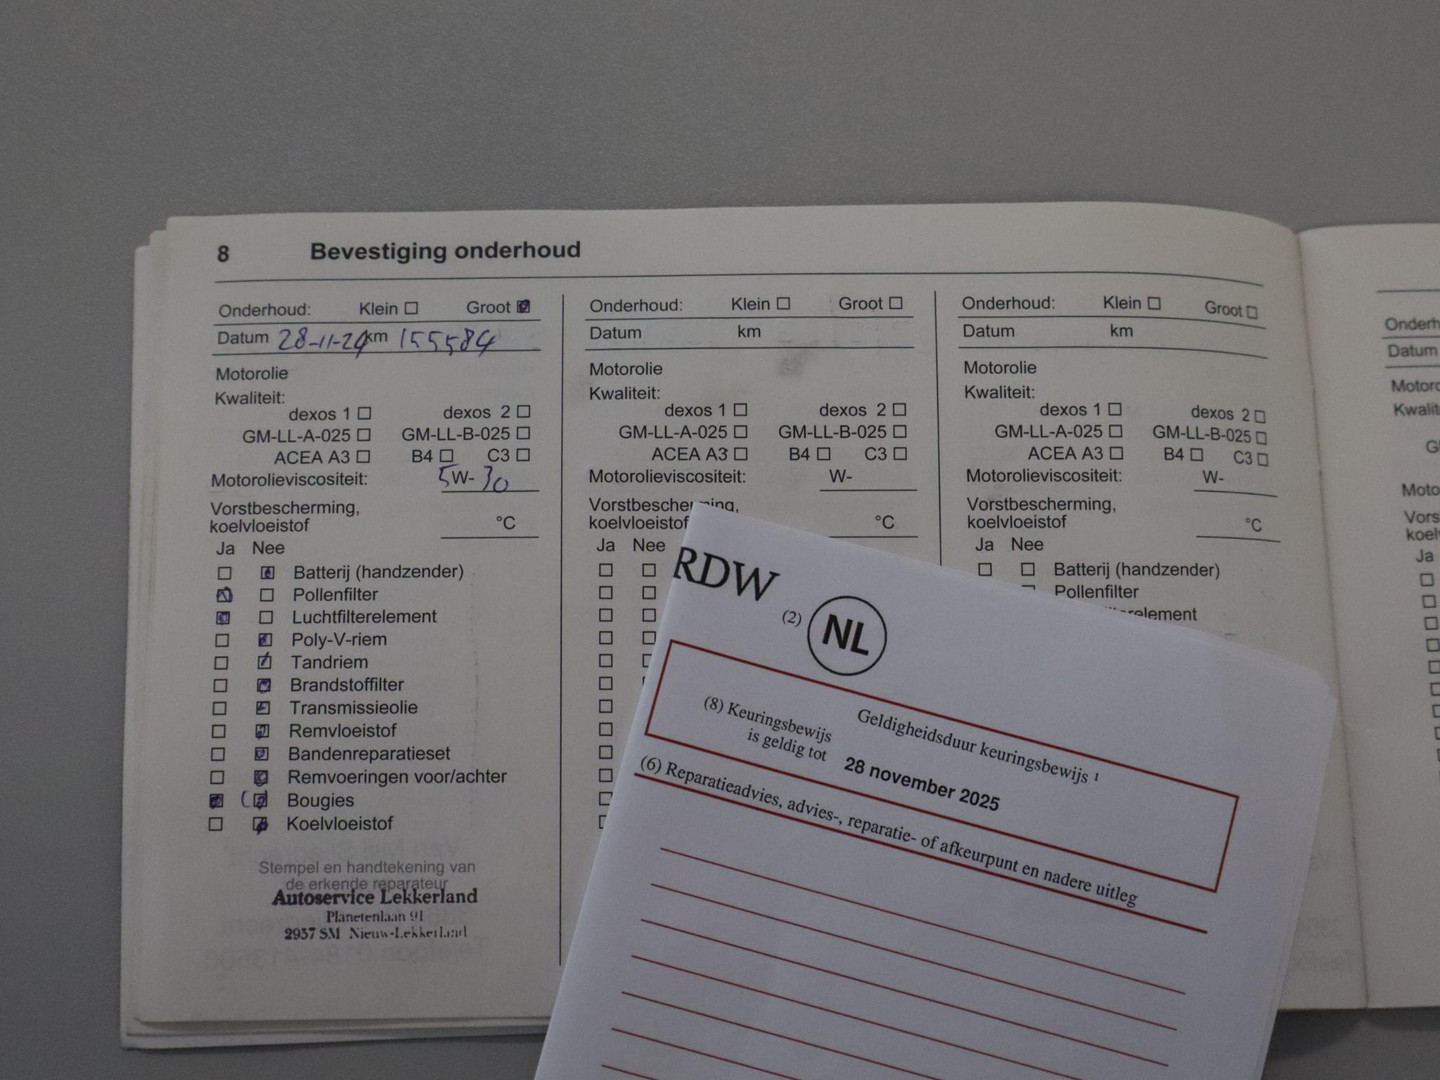 8 Bevestiging onderhoud
Onderhoud: Klein Groot
Datum 28-11-24 km 155584
Motorolie
Kwaliteit:
dexos 1 dexos 2
GM-LL-A-025 GM-LL-B-025
ACEA A3 B4 C3
Motorolieviscositeit: 5W-30
Vorstbescherming,
koelvloeistof °C
Ja Nee
Batterij (handzender)
Pollenfilter
Luchtfilterelement
Poly-V-riem
Tandriem
Brandstoffilter
Transmissieolie
Remvloeistof
Bandenreparatieset
Remvoeringen voor/achter
Bougies
Koelvloeistof
Stempel en handtekening van
de erkende reparateur
Autoservice Lekkerland
Planetenlaan 91
2957 SM Nieuw-Lekkerland
Onderhoud: Klein Groot
Datum km
Motorolie
Kwaliteit:
dexos 1 dexos 2
GM-LL-A-025 GM-LL-B-025
ACEA A3 B4 C3
Motorolieviscositeit: W-
Vorstbescherming,
koelvloeistof °C
Ja Nee
Onderhoud: Klein Groot
Datum km
Motorolie
Kwaliteit:
dexos 1 dexos 2
GM-LL-A-025 GM-LL-B-025
ACEA A3 B4 C3
Motorolieviscositeit: W-
Vorstbescherming,
koelvloeistof °C
Ja Nee
Batterij (handzender)
Pollenfilter
RDW
(2) NL
Geldigheidsduur keuringsbewijs 1
(8) Keuringsbewijs
is geldig tot 28 november 2025
(6) Reparatieadvies, advies-, reparatie- of afkeurpunt en nadere uitleg
Datum
Ja